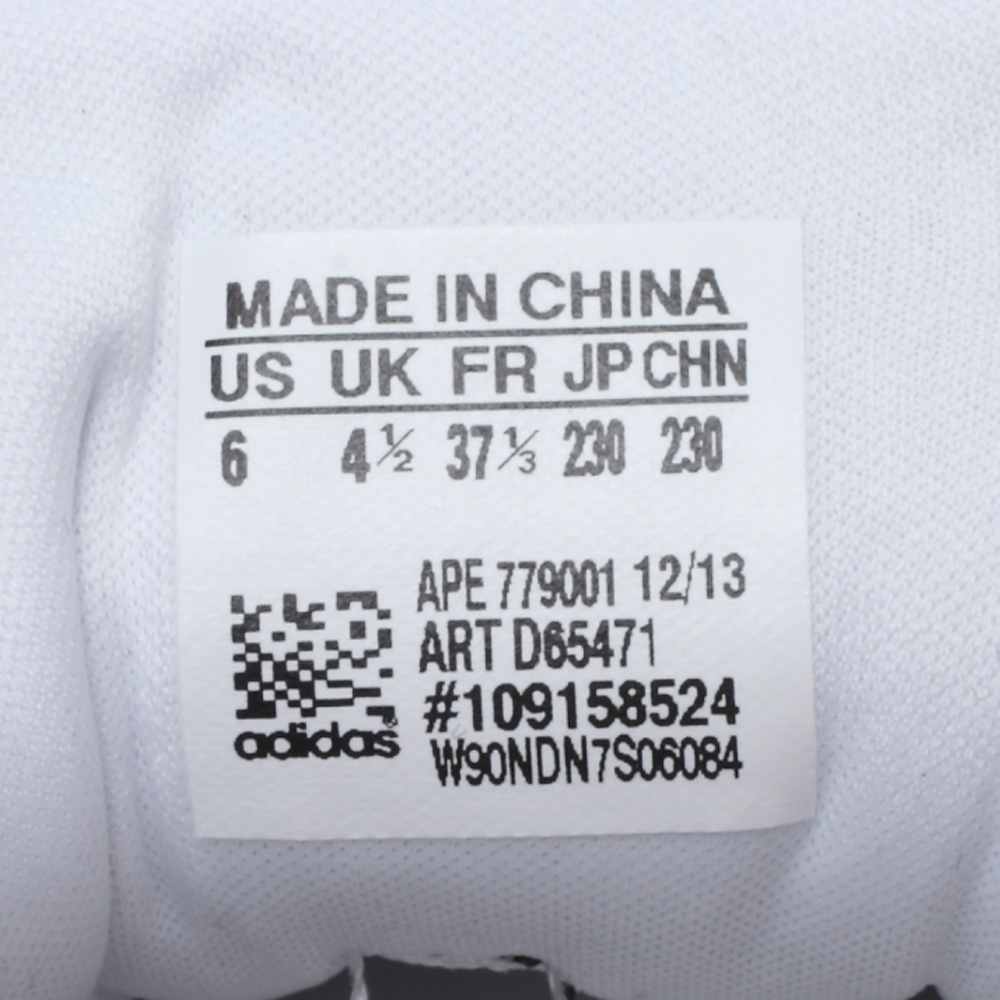 MADE IN CHINA
US UK FR JP CHN
6 4½ 37⅓ 230 230
APE 779001 12/13
ART D65471
#109158524
W90NDN7S06084
adidas®